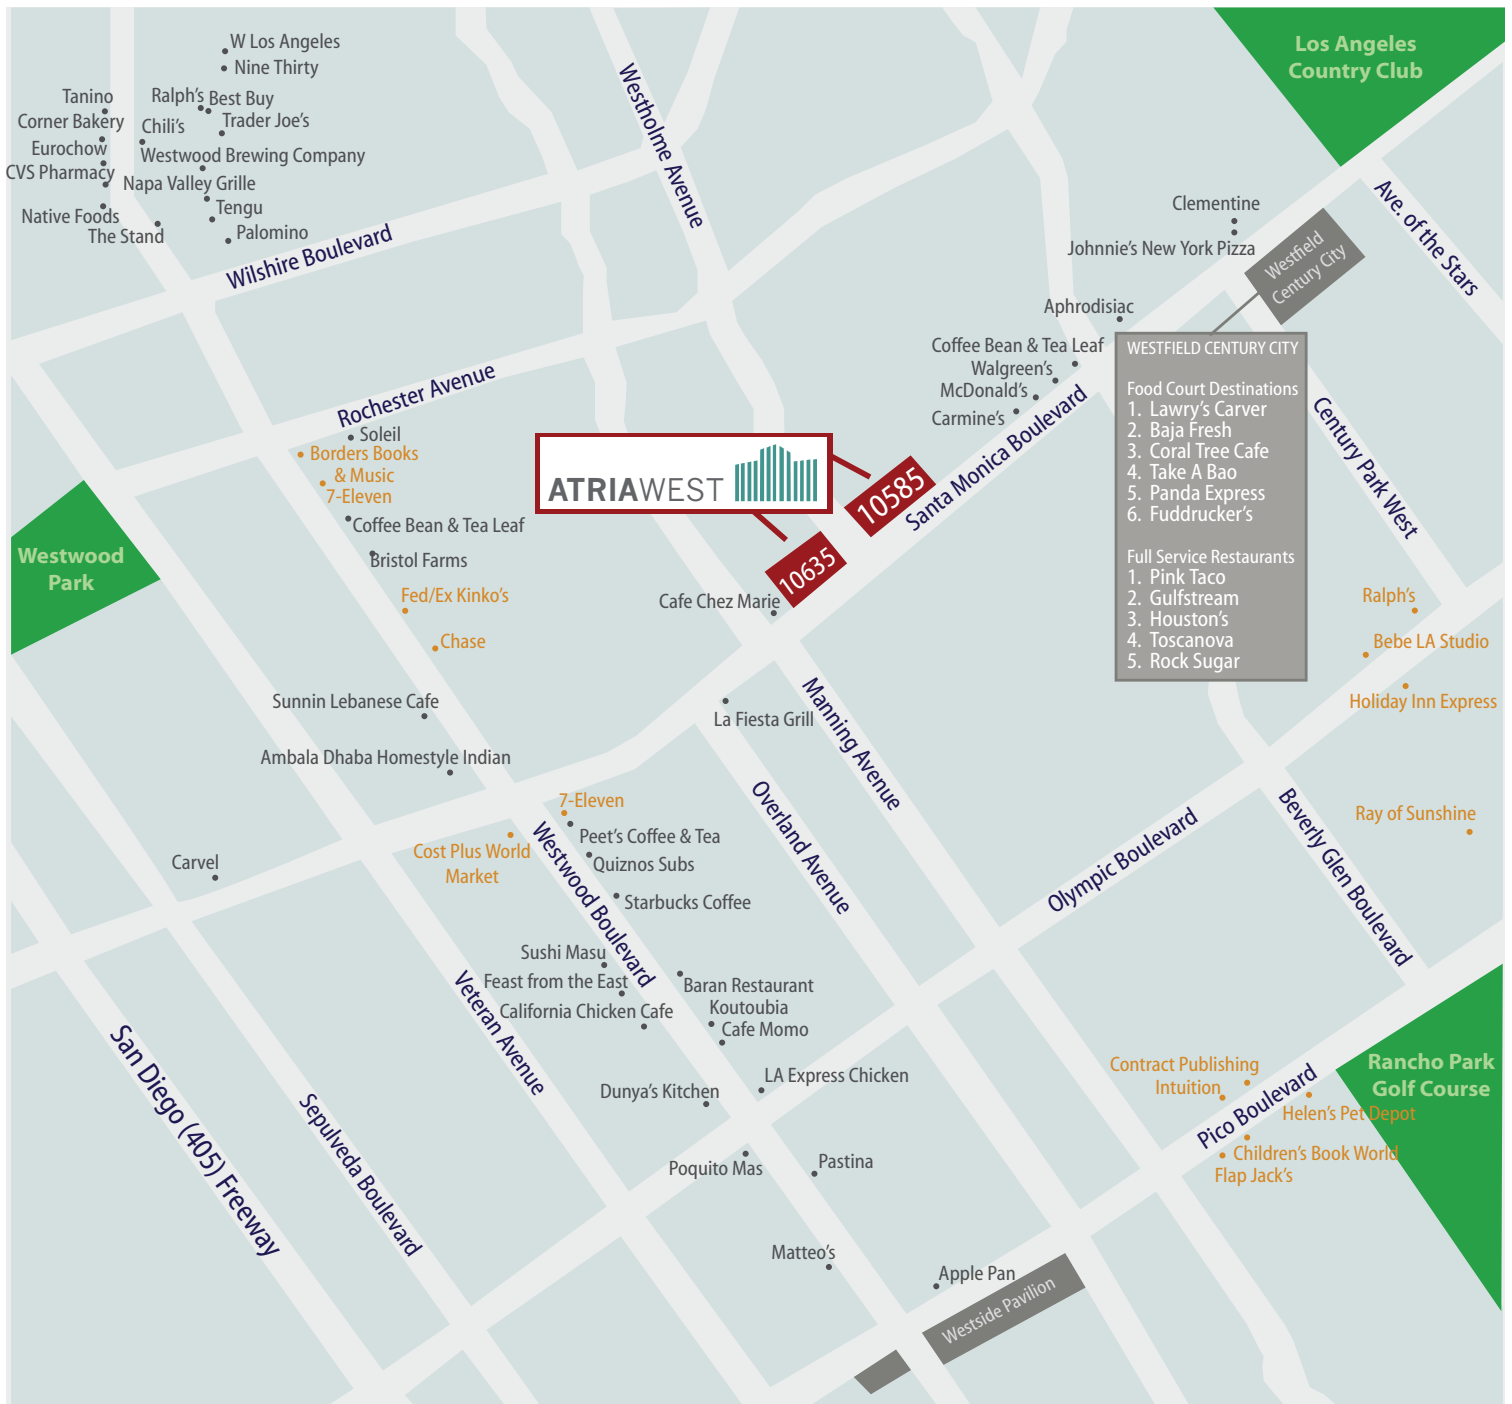 Los Angeles
Country Club
W Los Angeles
Nine Thirty
Tanino
Ralph's
Best Buy
Corner Bakery
Chili's
Trader Joe's
Eurochow
Westwood Brewing Company
CVS Pharmacy
Napa Valley Grille
Native Foods
Tengu
The Stand
Palomino
Wilshire Boulevard
Westholme Avenue
Clementine
Johnnie's New York Pizza
Westfield
Century City
Ave. of the Stars
Aphrodisiac
Coffee Bean & Tea Leaf
Walgreen's
McDonald's
Carmine's
Santa Monica Boulevard
WESTFIELD CENTURY CITY
Food Court Destinations
1. Lawry's Carver
2. Baja Fresh
3. Coral Tree Cafe
4. Take A Bao
5. Panda Express
6. Fuddrucker's
Full Service Restaurants
1. Pink Taco
2. Gulfstream
3. Houston's
4. Toscanova
5. Rock Sugar
Century Park West
Rochester Avenue
Soleil
Borders Books
& Music
7-Eleven
Coffee Bean & Tea Leaf
Bristol Farms
Fed/Ex Kinko's
Chase
ATRIAWEST
10585
10635
Cafe Chez Marie
Westwood
Park
Ralph's
Bebe LA Studio
Holiday Inn Express
Sunnin Lebanese Cafe
La Fiesta Grill
Manning Avenue
Ambala Dhaba Homestyle Indian
7-Eleven
Peet's Coffee & Tea
Cost Plus World
Market
Quiznos Subs
Carvel
Starbucks Coffee
Westwood Boulevard
Overland Avenue
Olympic Boulevard
Beverly Glen Boulevard
Ray of Sunshine
Sushi Masu
Feast from the East
California Chicken Cafe
Baran Restaurant
Koutoubia
Cafe Momo
Veteran Avenue
LA Express Chicken
Dunya's Kitchen
San Diego (405) Freeway
Sepulveda Boulevard
Poquito Mas
Pastina
Contract Publishing
Intuition
Pico Boulevard
Helen's Pet Depot
Children's Book World
Flap Jack's
Rancho Park
Golf Course
Matteo's
Apple Pan
Westside Pavilion